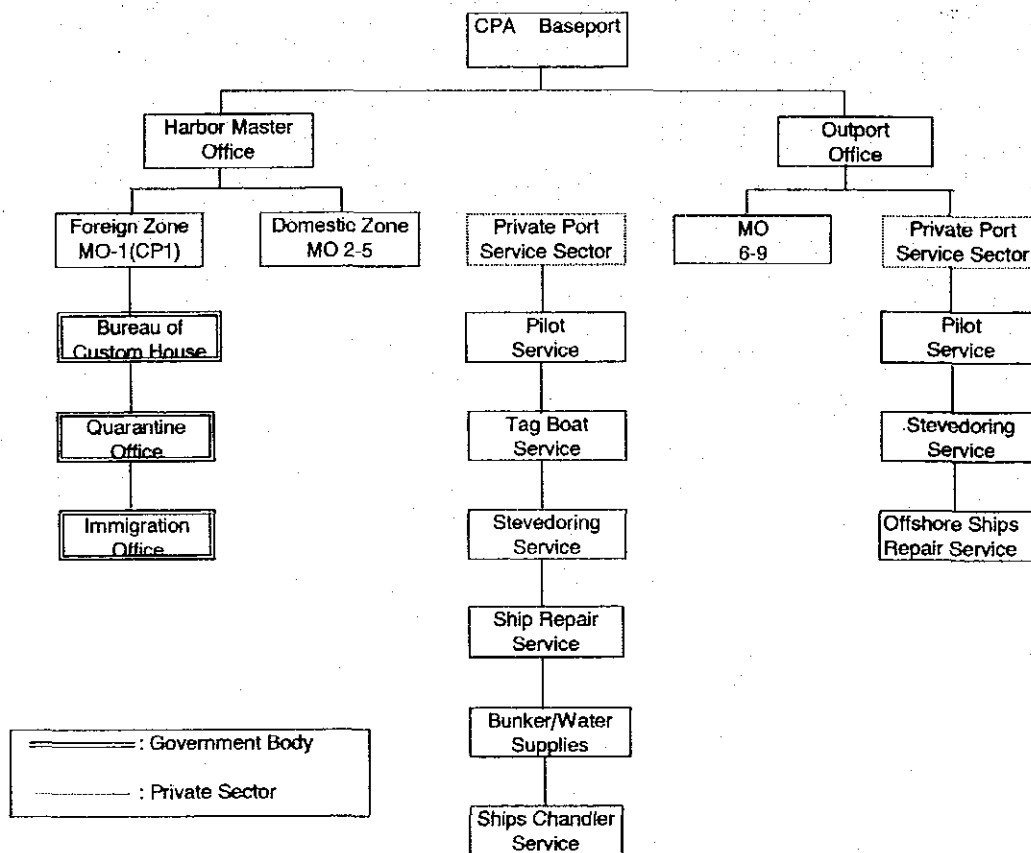 CPA Baseport
Harbor Master
Office
Outport
Office
Foreign Zone
MO-1(CP1)
Domestic Zone
MO 2-5
Private Port
Service Sector
MO
6-9
Private Port
Service Sector
Bureau of
Custom House
Pilot
Service
Pilot
Service
Quarantine
Office
Tag Boat
Service
Stevedoring
Service
Immigration
Office
Stevedoring
Service
Offshore Ships
Repair Service
Ship Repair
Service
Bunker/Water
Supplies
Ships Chandler
Service
: Government Body
: Private Sector